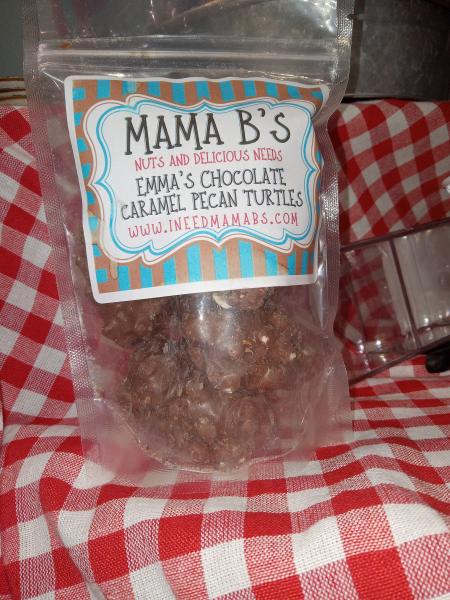 MAMA B'S
NUTS AND DELICIOUS NEEDS
EMMA'S CHOCOLATE
CARAMEL PECAN TURTLES
WWW.INEEDMAMABS.COM